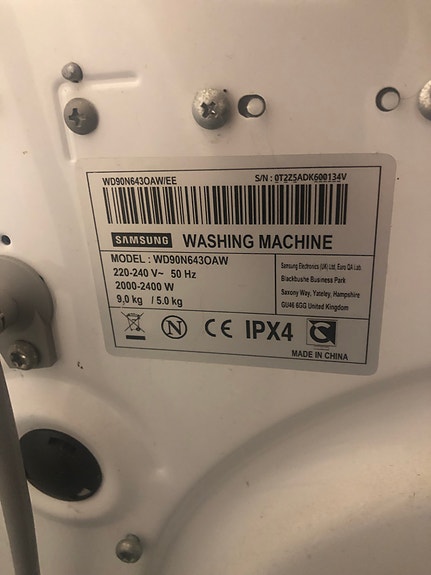 WD90N643OAW/EE
S/N : 0T2Z5ADK600134V
SAMSUNG WASHING MACHINE
MODEL : WD90N643OAW
220-240 V~ 50 Hz
2000-2400 W
9.0 kg / 5.0 kg
Samsung Electronics (UK) Ltd, Euro QA Lab.
Blackbushe Business Park
Saxony Way, Yateley, Hampshire
GU46 6GG United Kingdom
N CE IPX4
MADE IN CHINA